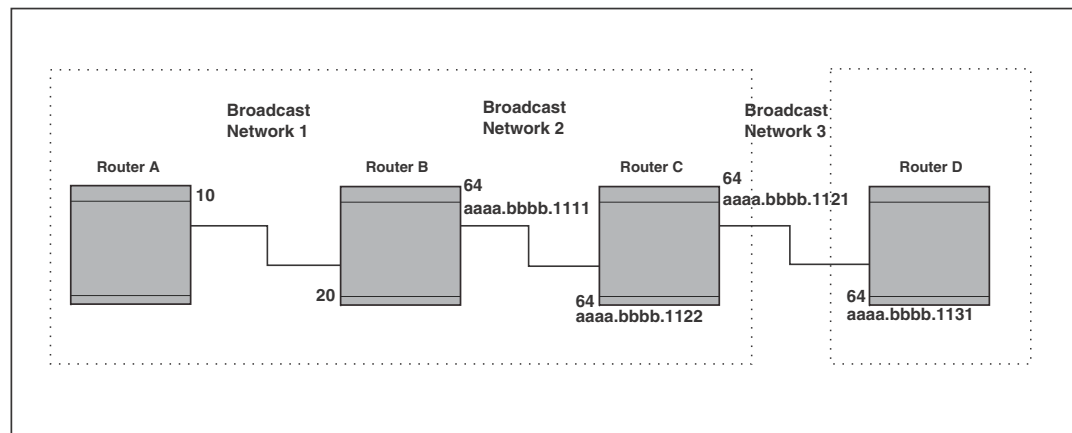 Broadcast
Network 1
Broadcast
Network 2
Broadcast
Network 3
Router A
Router B
Router C
Router D
10
64
aaaa.bbbb.1111
64
aaaa.bbbb.1121
20
64
aaaa.bbbb.1122
64
aaaa.bbbb.1131